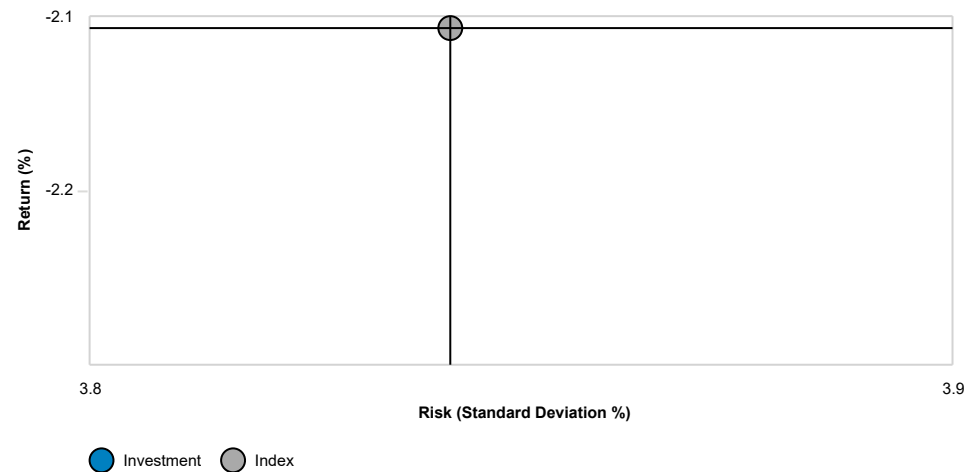 -2.1
Return (%)
-2.2
3.8
3.9
Risk (Standard Deviation %)
Investment
Index